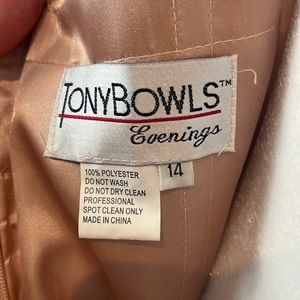 TONYBOWLS™
Evenings
14
100% POLYESTER
DO NOT WASH
DO NOT DRY CLEAN
PROFESSIONAL
SPOT CLEAN ONLY
MADE IN CHINA